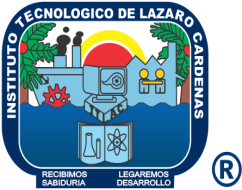 INSTITUTO TECNOLOGICO DE LAZARO CARDENAS
RECIBIMOS SABIDURIA
LEGAREMOS DESARROLLO
®